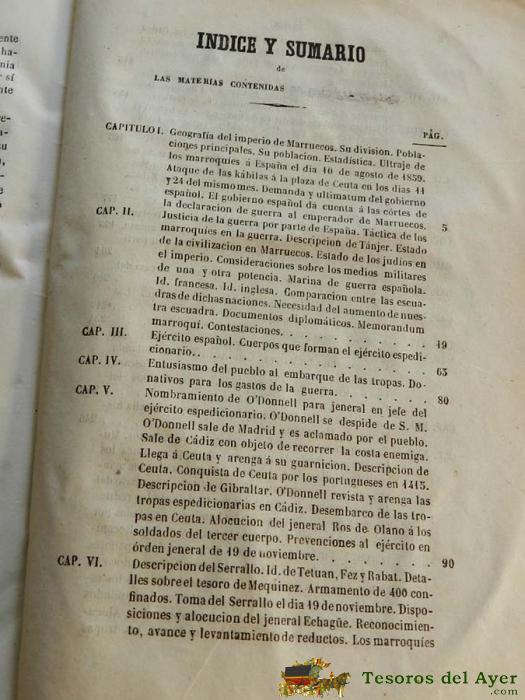 ente
ha-
nia
r sí
nte
re-
a-
su
o,
INDICE Y SUMARIO
de
LAS MATERIAS CONTENIDAS
PÁG.
CAPITULO I. Geografía del imperio de Marruecos. Su division. Pobla-
ciones principales. Su poblacion. Estadística. Ultraje de
los marroquíes á España el dia 10 de agosto de 1859.
Ataque de las kábilas á la plaza de Ceuta en los dias 11
y 24 del mismo mes. Demanda y ultimatum del gobierno
español. El gobierno español dá cuenta á las córtes de
la declaracion de guerra al emperador de Marruecos. 5
CAP. II. Justicia de la guerra por parte de España. Táctica de los
marroquíes en la guerra. Descripcion de Tánjer. Estado
de la civilizacion en Marruecos. Estado de los judíos en
el imperio. Consideraciones sobre los medios militares
de una y otra potencia. Marina de guerra española.
Id. francesa. Id. inglesa. Comparacion entre las escua-
dras de dichas naciones. Necesidad del aumento de nues-
tra escuadra. Documentos diplomáticos. Memorandum
marroquí. Contestaciones. . . . . . . . . 49
CAP. III. Ejército español. Cuerpos que forman el ejército espedi-
cionario. . . . . . . . . . . . 65
CAP. IV. Entusiasmo del pueblo al embarque de las tropas. Do-
nativos para los gastos de la guerra. . . . . . . 80
CAP. V. Nombramiento de O'Donnell para jeneral en jefe del
ejército espedicionario. O'Donnell se despide de S. M.
O'Donnell sale de Madrid y es aclamado por el pueblo.
Sale de Cádiz con objeto de recorrer la costa enemiga.
Llega á Ceuta y arenga á su guarnicion. Descripcion de
Ceuta. Conquista de Ceuta por los portugueses en 1415.
Descripcion de Gibraltar. O'Donnell revista y arenga las
tropas espedicionarias en Cádiz. Desembarco de las tro-
pas en Ceuta. Alocucion del jeneral Ros de Olano á los
soldados del tercer cuerpo. Prevenciones al ejército en
órden jeneral de 19 de noviembre. . . . . . . 90
CAP. VI. Descripcion del Serrallo. Id. de Tetuan, Fez y Rabat. Deta-
lles sobre el tesoro de Mequinez. Armamento de 400 con-
finados. Toma del Serrallo el dia 19 de noviembre. Dispo-
siciones y alocucion del jeneral Echagüe. Reconocimien-
to, avance y levantamiento de reductos. Los marroquíes
Tesoros del Ayer
.com